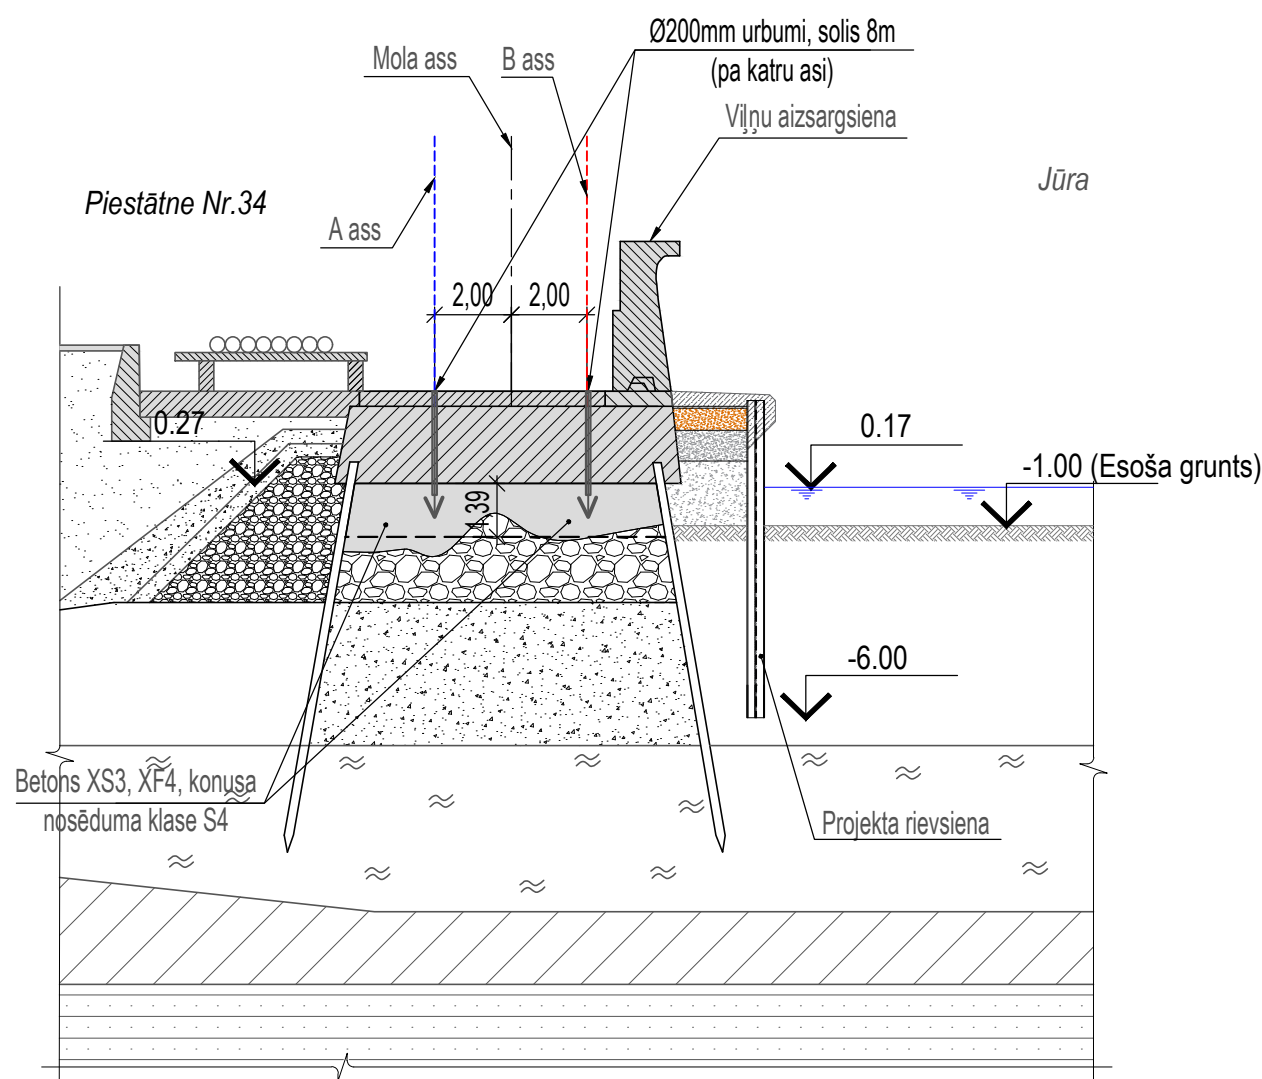 Ø200mm urbumi, solis 8m
(pa katru asi)
Mola ass
B ass
Viļņu aizsargsiena
Jūra
Piestātne Nr.34
A ass
2,00
2,00
0.27
0.17
-1.00 (Esoša grunts)
-6.00
Betons XS3, XF4, konusa
nosēduma klase S4
Projekta rievsiena